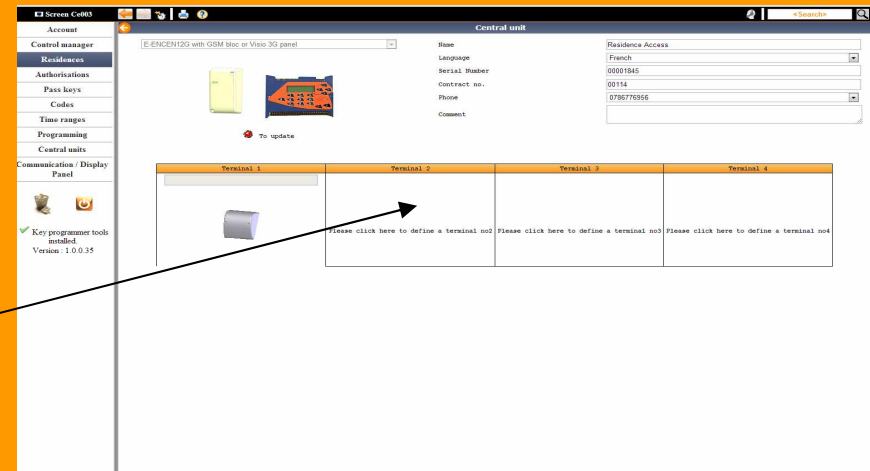 Screen Ce003
<Search>
Account
Control manager
Residences
Authorisations
Pass keys
Codes
Time ranges
Programming
Central units
Communication / Display
Panel
Key programmer tools
installed.
Version : 1.0.0.35
Central unit
E-ENCEN12G with GSM bloc or Visio 3G panel
To update
Name Residence Access
Language French
Serial Number 00001845
Contract no. 00114
Phone 0786776956
Comment
Terminal 1 Terminal 2 Terminal 3 Terminal 4
Please click here to define a terminal no2 Please click here to define a terminal no3 Please click here to define a terminal no4